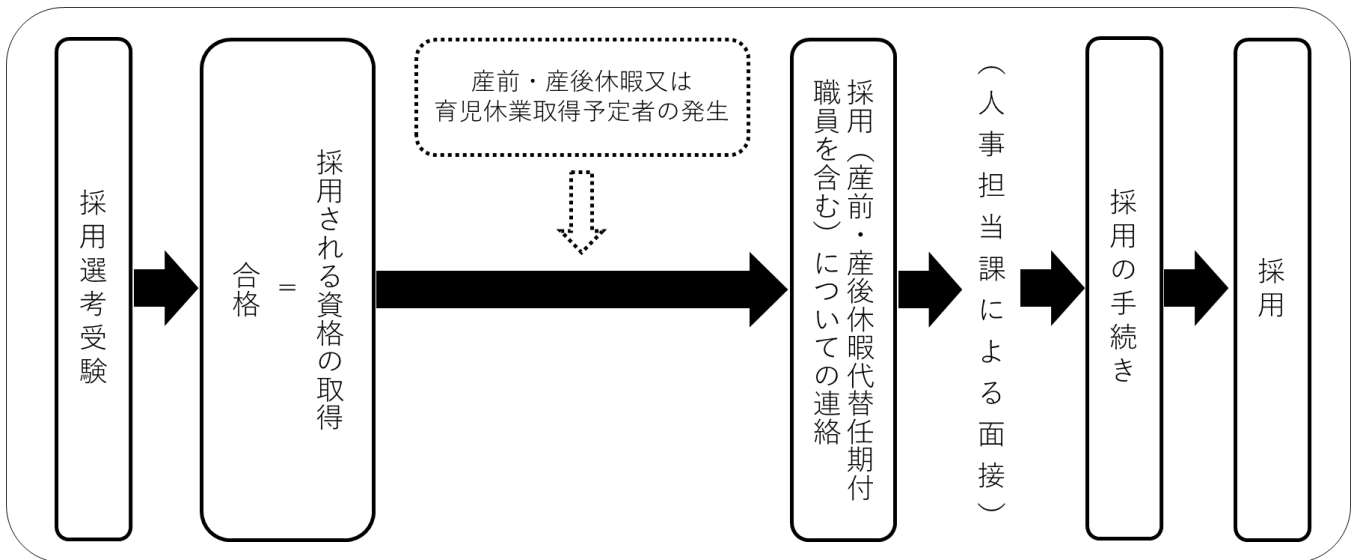 採用選考受験
採用される資格の取得
=
合格
産前・産後休暇又は
育児休業取得予定者の発生
採用（産前・産後休暇代替任期付
職員を含む）についての連絡
（人事担当課による面接）
採用の手続き
採用